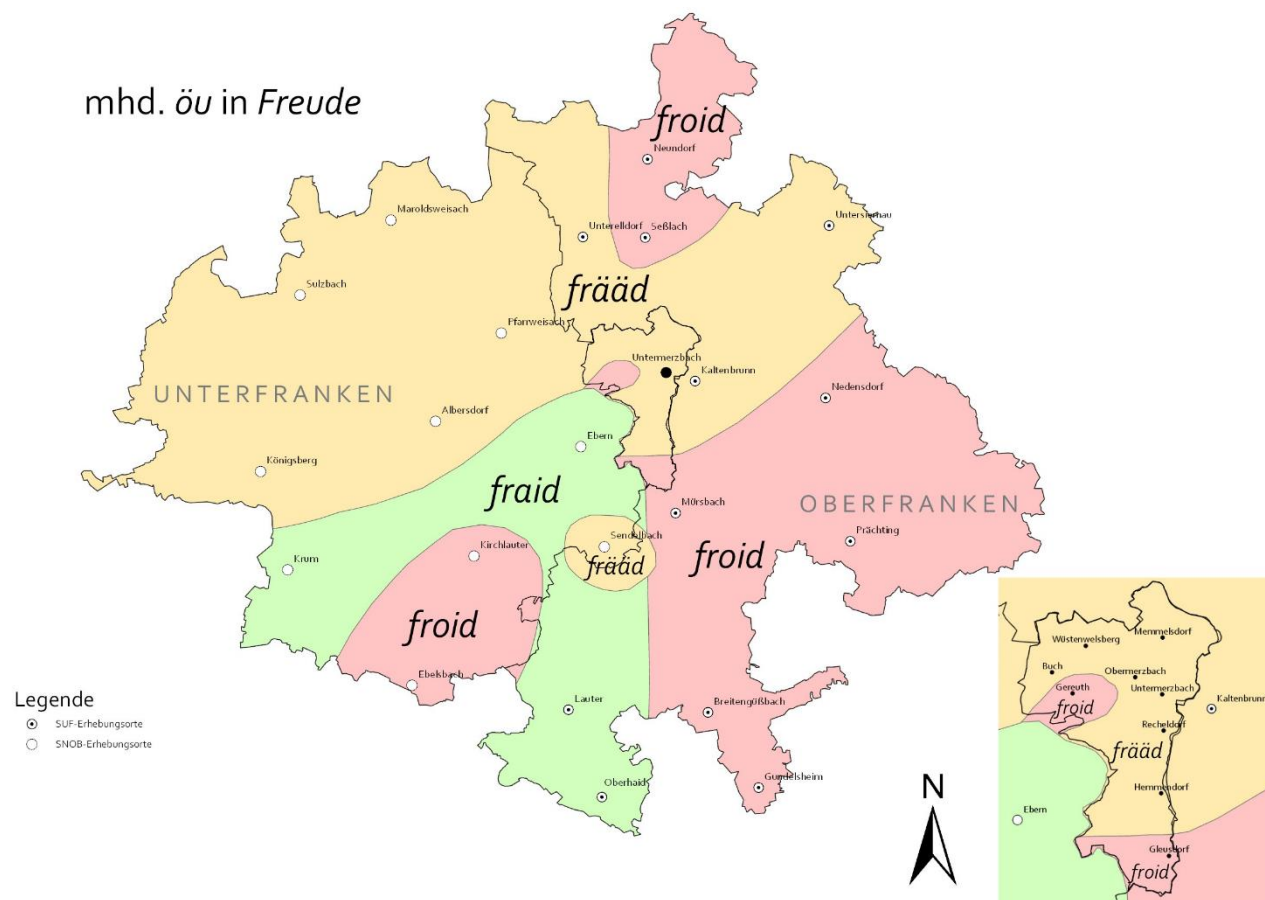 mhd. öu in Freude
froid
Neundorf
Maroldsweisach
Untersiemau
Unterelldorf
Seßlach
Sulzbach
frääd
Pfarrweisach
Untermerzbach
Kaltenbrunn
UNTERFRANKEN
Nedensdorf
Albersdorf
Ebern
Königsberg
fraid
OBERFRANKEN
Mürsbach
Prächting
Sendelbach
Kirchlauter
froid
Krum
frääd
froid
Ebelsbach
Lauter
Breitengüßbach
Gundelsheim
Oberhaid
Legende
SUF-Erhebungsorte
SNOB-Erhebungsorte
N
Memmelsdorf
Wüstenwelsberg
Buch
Obermerzbach
Gereuth
Untermerzbach
Kaltenbrunn
froid
Recheldorf
frääd
Hemmendorf
Ebern
Gleusdorf
froid